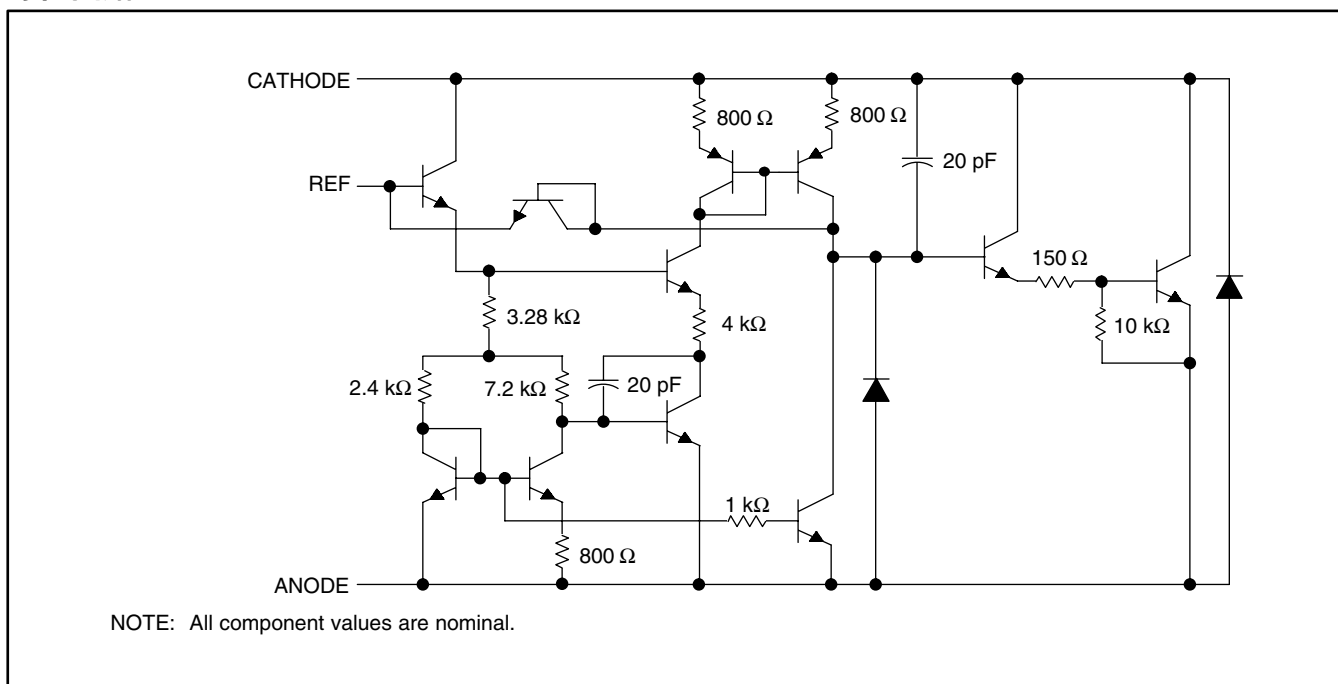 CATHODE
800 Ω
800 Ω
20 pF
REF
150 Ω
3.28 kΩ
4 kΩ
10 kΩ
2.4 kΩ
7.2 kΩ
20 pF
1 kΩ
800 Ω
ANODE
NOTE: All component values are nominal.